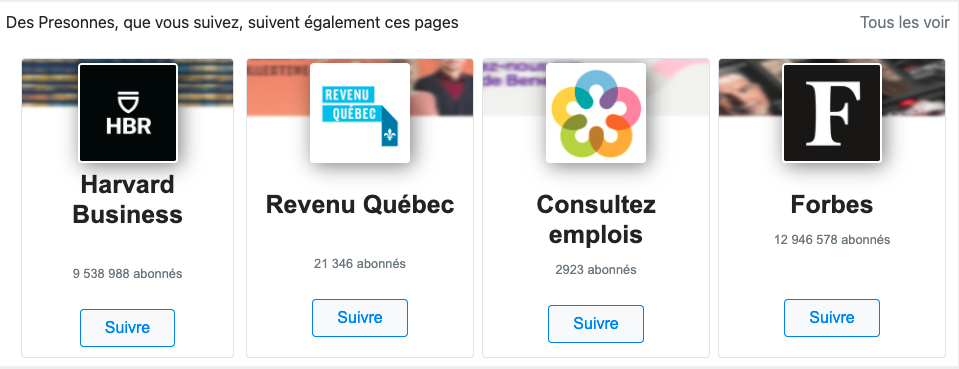 Des Presonnes, que vous suivez, suivent également ces pages
Tous les voir
HBR
Harvard
Business
9 538 988 abonnés
Suivre
REVENU
QUÉBEC
Revenu Québec
21 346 abonnés
Suivre
Consultez
emplois
2923 abonnés
Suivre
F
Forbes
12 946 578 abonnés
Suivre